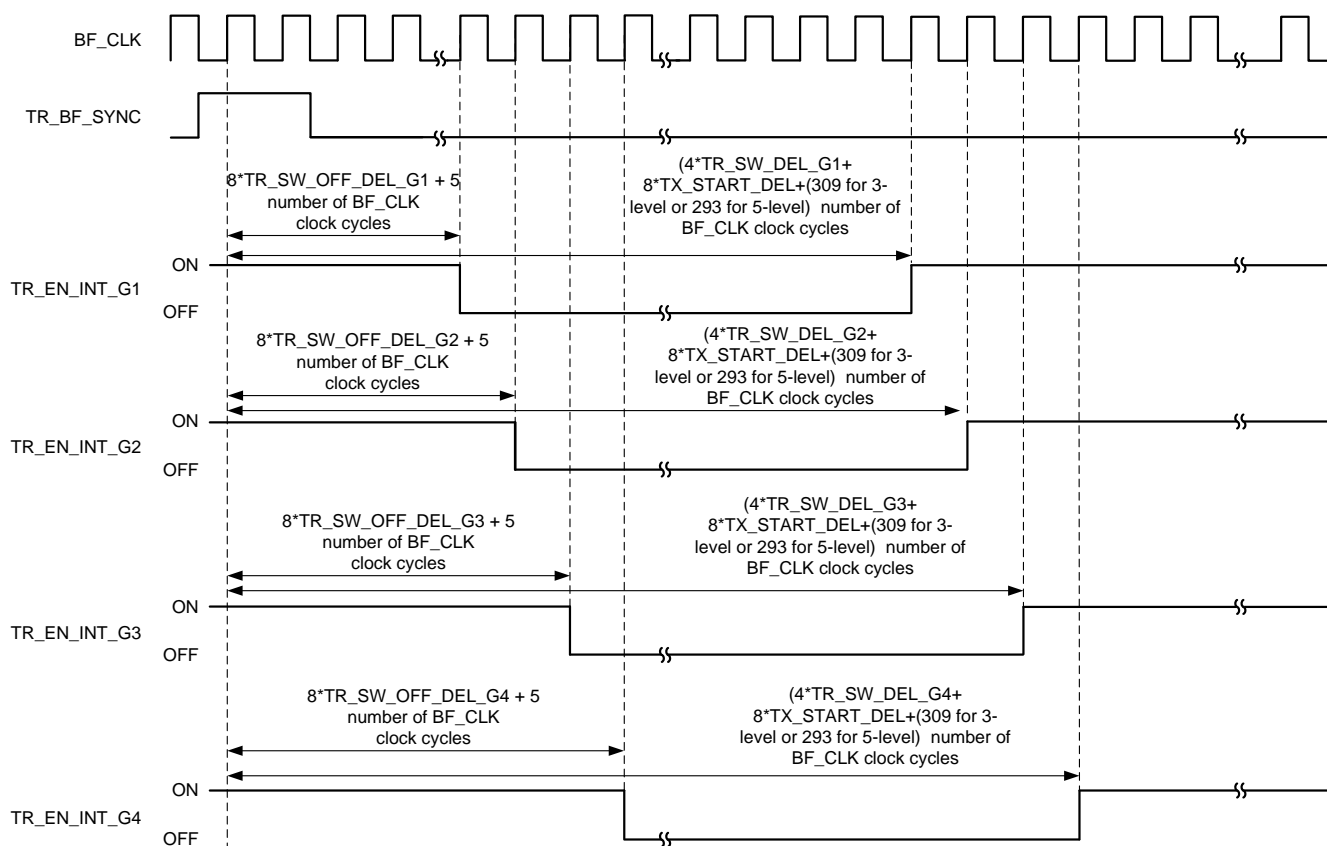 BF_CLK
TR_BF_SYNC
8*TR_SW_OFF_DEL_G1 + 5
number of BF_CLK
clock cycles
(4*TR_SW_DEL_G1+
8*TX_START_DEL+(309 for 3-
level or 293 for 5-level) number of
BF_CLK clock cycles
ON
TR_EN_INT_G1
OFF
8*TR_SW_OFF_DEL_G2 + 5
number of BF_CLK
clock cycles
(4*TR_SW_DEL_G2+
8*TX_START_DEL+(309 for 3-
level or 293 for 5-level) number of
BF_CLK clock cycles
ON
TR_EN_INT_G2
OFF
8*TR_SW_OFF_DEL_G3 + 5
number of BF_CLK
clock cycles
(4*TR_SW_DEL_G3+
8*TX_START_DEL+(309 for 3-
level or 293 for 5-level) number of
BF_CLK clock cycles
ON
TR_EN_INT_G3
OFF
8*TR_SW_OFF_DEL_G4 + 5
number of BF_CLK
clock cycles
(4*TR_SW_DEL_G4+
8*TX_START_DEL+(309 for 3-
level or 293 for 5-level) number of
BF_CLK clock cycles
ON
TR_EN_INT_G4
OFF